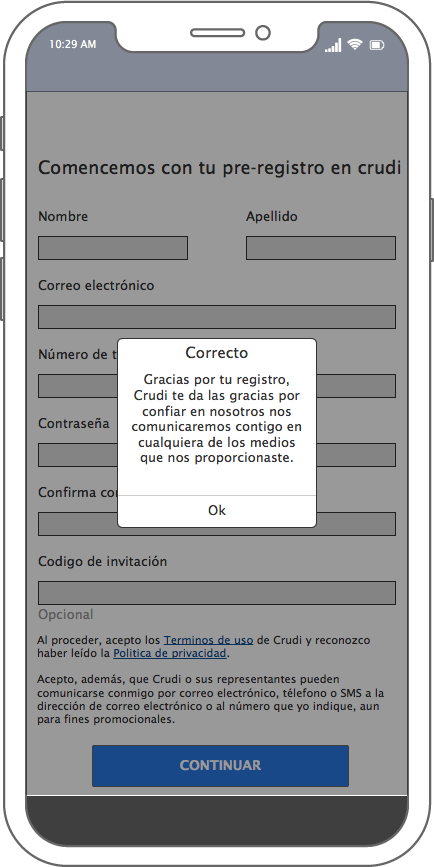 10:29 AM
Comencemos con tu pre-registro en crudi
Nombre
Apellido
Correo electrónico
Número de t
Correcto
Gracias por tu registro,
Crudi te da las gracias por
confiar en nosotros nos
comunicaremos contigo en
cualquiera de los medios
que nos proporcionaste.
Ok
Contraseña
Confirma co
Codigo de invitación
Opcional
Al proceder, acepto los Terminos de uso de Crudi y reconozco
haber leído la Politica de privacidad.
Acepto, además, que Crudi o sus representantes pueden
comunicarse conmigo por correo electrónico, télefono o SMS a la
dirección de correo electrónico o al número que yo indique, aun
para fines promocionales.
CONTINUAR